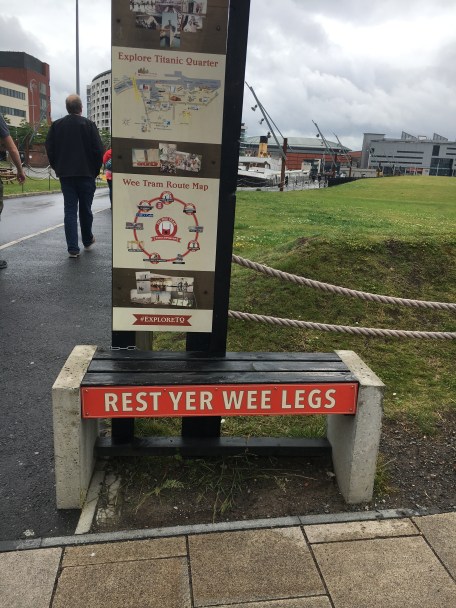 Explore Titanic Quarter
Wee Tram Route Map
#EXPLORETQ
REST YER WEE LEGS